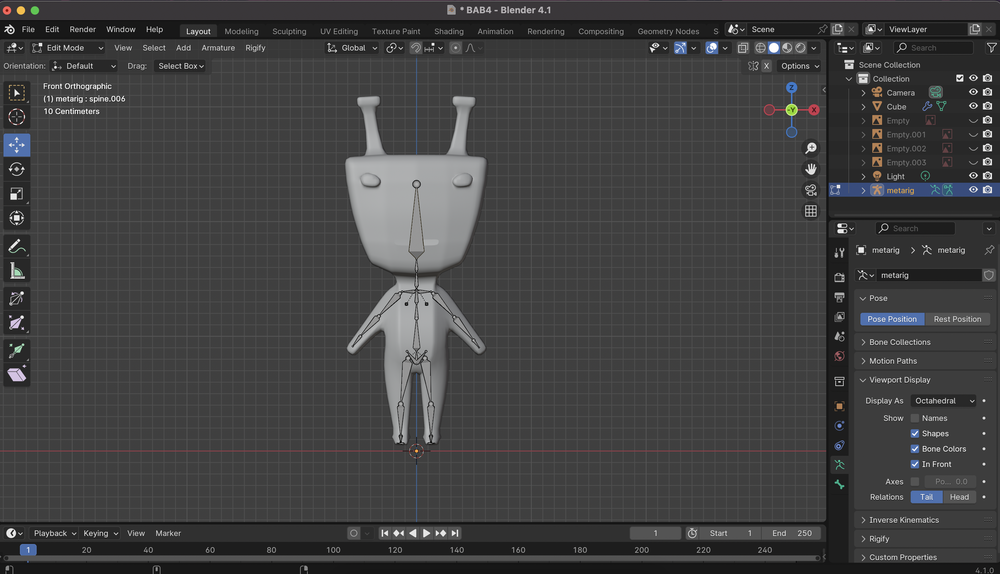 * BAB4 - Blender 4.1
File Edit Render Window Help Layout Modeling Sculpting UV Editing Texture Paint Shading Animation Rendering Compositing Geometry Nodes Scene ViewLayer
Edit Mode View Select Add Armature Rigify Global Search
Orientation: Default Drag: Select Box X Options
Front Orthographic
(1) metarig : spine.006
10 Centimeters
Z
-Y
X
Scene Collection
Collection
Camera
Cube
Empty
Empty.001
Empty.002
Empty.003
Light
metarig
Search
metarig > metarig
metarig
Pose
Pose Position Rest Position
Bone Collections
Motion Paths
Viewport Display
Display As Octahedral
Show Names
Shapes
Bone Colors
In Front
Axes Po... 0.0
Relations Tail Head
Inverse Kinematics
Rigify
Custom Properties
Playback Keying View Marker 1 Start 1 End 250
1 20 40 60 80 100 120 140 160 180 200 220 240
4.1.0